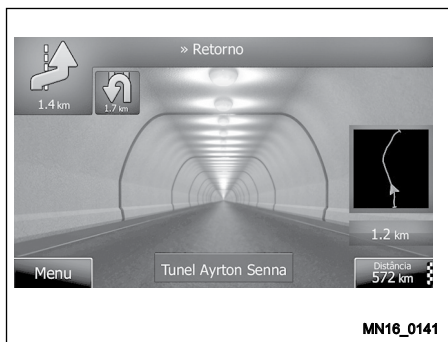 » Retorno
1.4 km
1.7 km
1.2 km
Menu
Tunel Ayrton Senna
Distância
572 km
MN16_0141